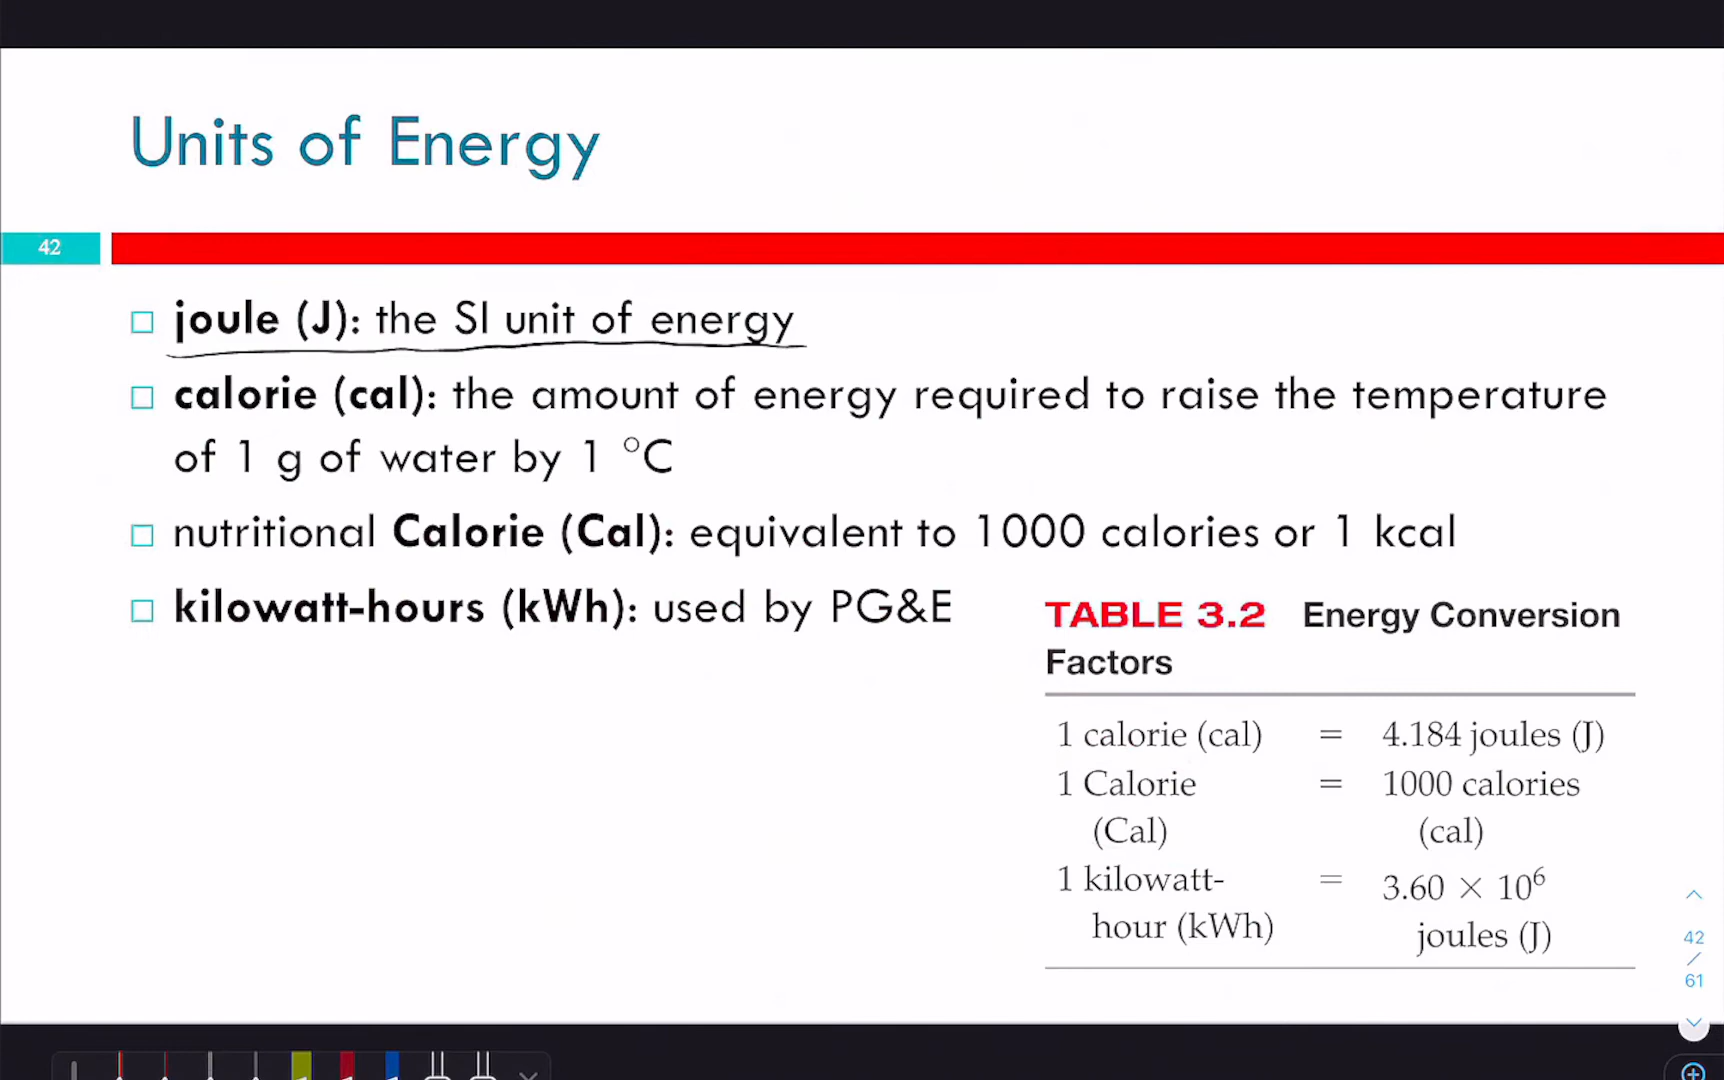 Units of Energy
42
joule (J): the SI unit of energy
calorie (cal): the amount of energy required to raise the temperature
of 1 g of water by 1 °C
nutritional Calorie (Cal): equivalent to 1000 calories or 1 kcal
kilowatt-hours (kWh): used by PG&E
TABLE 3.2 Energy Conversion
Factors
1 calorie (cal) = 4.184 joules (J)
1 Calorie = 1000 calories
(Cal) (cal)
1 kilowatt- = 3.60 × 10⁶
hour (kWh) joules (J)
42
/
61